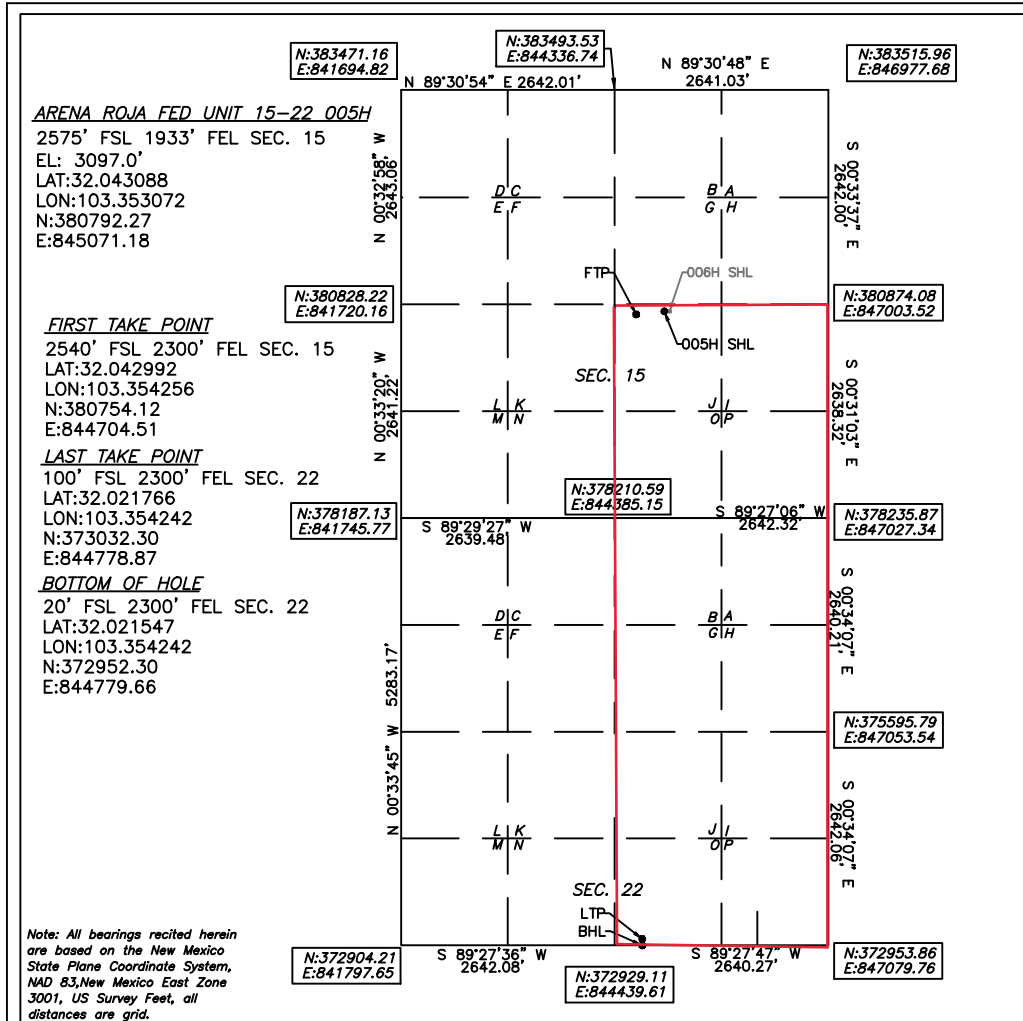 N:383471.16
E:841694.82
N:383493.53
E:844336.74
N:383515.96
E:846977.68
N 89°30'54" E 2642.01'
N 89°30'48" E
2641.03'
ARENA ROJA FED UNIT 15-22 005H
2575' FSL 1933' FEL SEC. 15
EL: 3097.0'
LAT:32.043088
LON:103.353072
N:380792.27
E:845071.18
N 00°32'58" W
2643.06'
D C
E F
B A
G H
S 00°33'37" E
2642.00'
FTP
006H SHL
005H SHL
N:380828.22
E:841720.16
N:380874.08
E:847003.52
FIRST TAKE POINT
2540' FSL 2300' FEL SEC. 15
LAT:32.042992
LON:103.354256
N:380754.12
E:844704.51
SEC. 15
N 00°33'20" W
2641.22'
L K
M N
J I
O P
S 00°31'03" E
2638.32'
LAST TAKE POINT
100' FSL 2300' FEL SEC. 22
LAT:32.021766
LON:103.354242
N:373032.30
E:844778.87
N:378187.13
E:841745.77
N:378210.59
E:844385.15
N:378235.87
E:847027.34
S 89°29'27" W
2639.48'
S 89°27'06" W
2642.32'
BOTTOM OF HOLE
20' FSL 2300' FEL SEC. 22
LAT:32.021547
LON:103.354242
N:372952.30
E:844779.66
D C
E F
B A
G H
S 00°34'07" E
2640.21'
N 00°33'45" W 5283.17'
N:375595.79
E:847053.54
L K
M N
J I
O P
S 00°34'07" E
2642.06'
SEC. 22
LTP
BHL
Note: All bearings recited herein
are based on the New Mexico
State Plane Coordinate System,
NAD 83,New Mexico East Zone
3001, US Survey Feet, all
distances are grid.
N:372904.21
E:841797.65
S 89°27'36" W
2642.08'
N:372929.11
E:844439.61
S 89°27'47" W
2640.27'
N:372953.86
E:847079.76